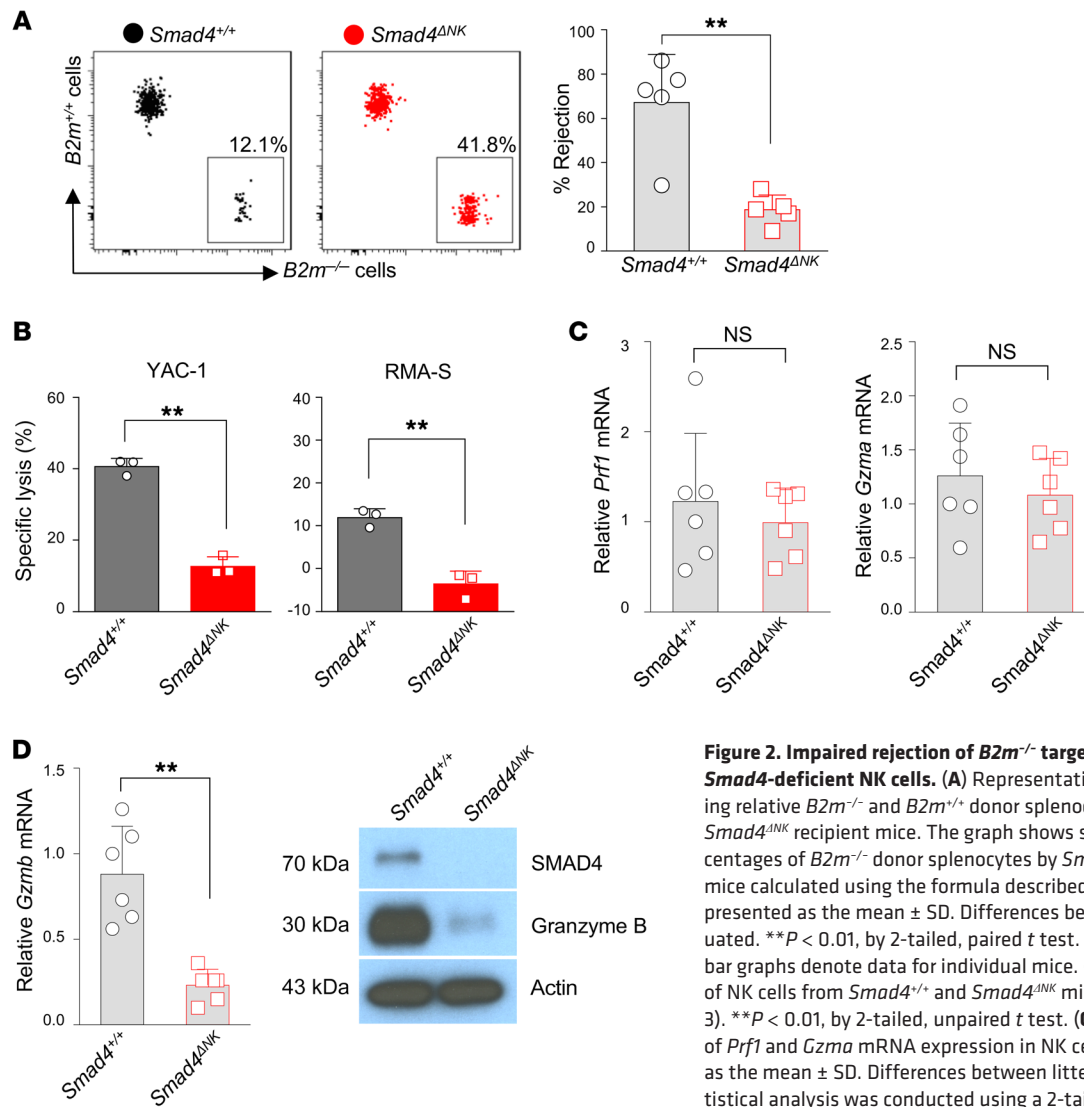 A
Smad4+/+
Smad4ΔNK
B2m+/+ cells
12.1%
41.8%
B2m–/– cells
% Rejection
100
80
60
40
20
0
**
Smad4+/+
Smad4ΔNK
B
YAC-1
RMA-S
Specific lysis (%)
60
40
20
0
**
Smad4+/+
Smad4ΔNK
40
30
20
10
0
-10
**
Smad4+/+
Smad4ΔNK
C
Relative Prf1 mRNA
3
2
1
0
NS
Smad4+/+
Smad4ΔNK
Relative Gzma mRNA
2.5
2.0
1.5
1.0
0.5
0.0
NS
Smad4+/+
Smad4ΔNK
D
Relative Gzmb mRNA
1.5
1.0
0.5
0.0
**
Smad4+/+
Smad4ΔNK
Smad4+/+
Smad4ΔNK
70 kDa
SMAD4
30 kDa
Granzyme B
43 kDa
Actin
Figure 2. Impaired rejection of B2m–/– targe
Smad4-deficient NK cells. (A) Representati
ing relative B2m–/– and B2m+/+ donor splenoc
Smad4ΔNK recipient mice. The graph shows s
centages of B2m–/– donor splenocytes by Sm
mice calculated using the formula described
presented as the mean ± SD. Differences be
uated. **P < 0.01, by 2-tailed, paired t test.
bar graphs denote data for individual mice.
of NK cells from Smad4+/+ and Smad4ΔNK mi
3). **P < 0.01, by 2-tailed, unpaired t test. (C
of Prf1 and Gzma mRNA expression in NK ce
as the mean ± SD. Differences between litte
tistical analysis was conducted using a 2-tail